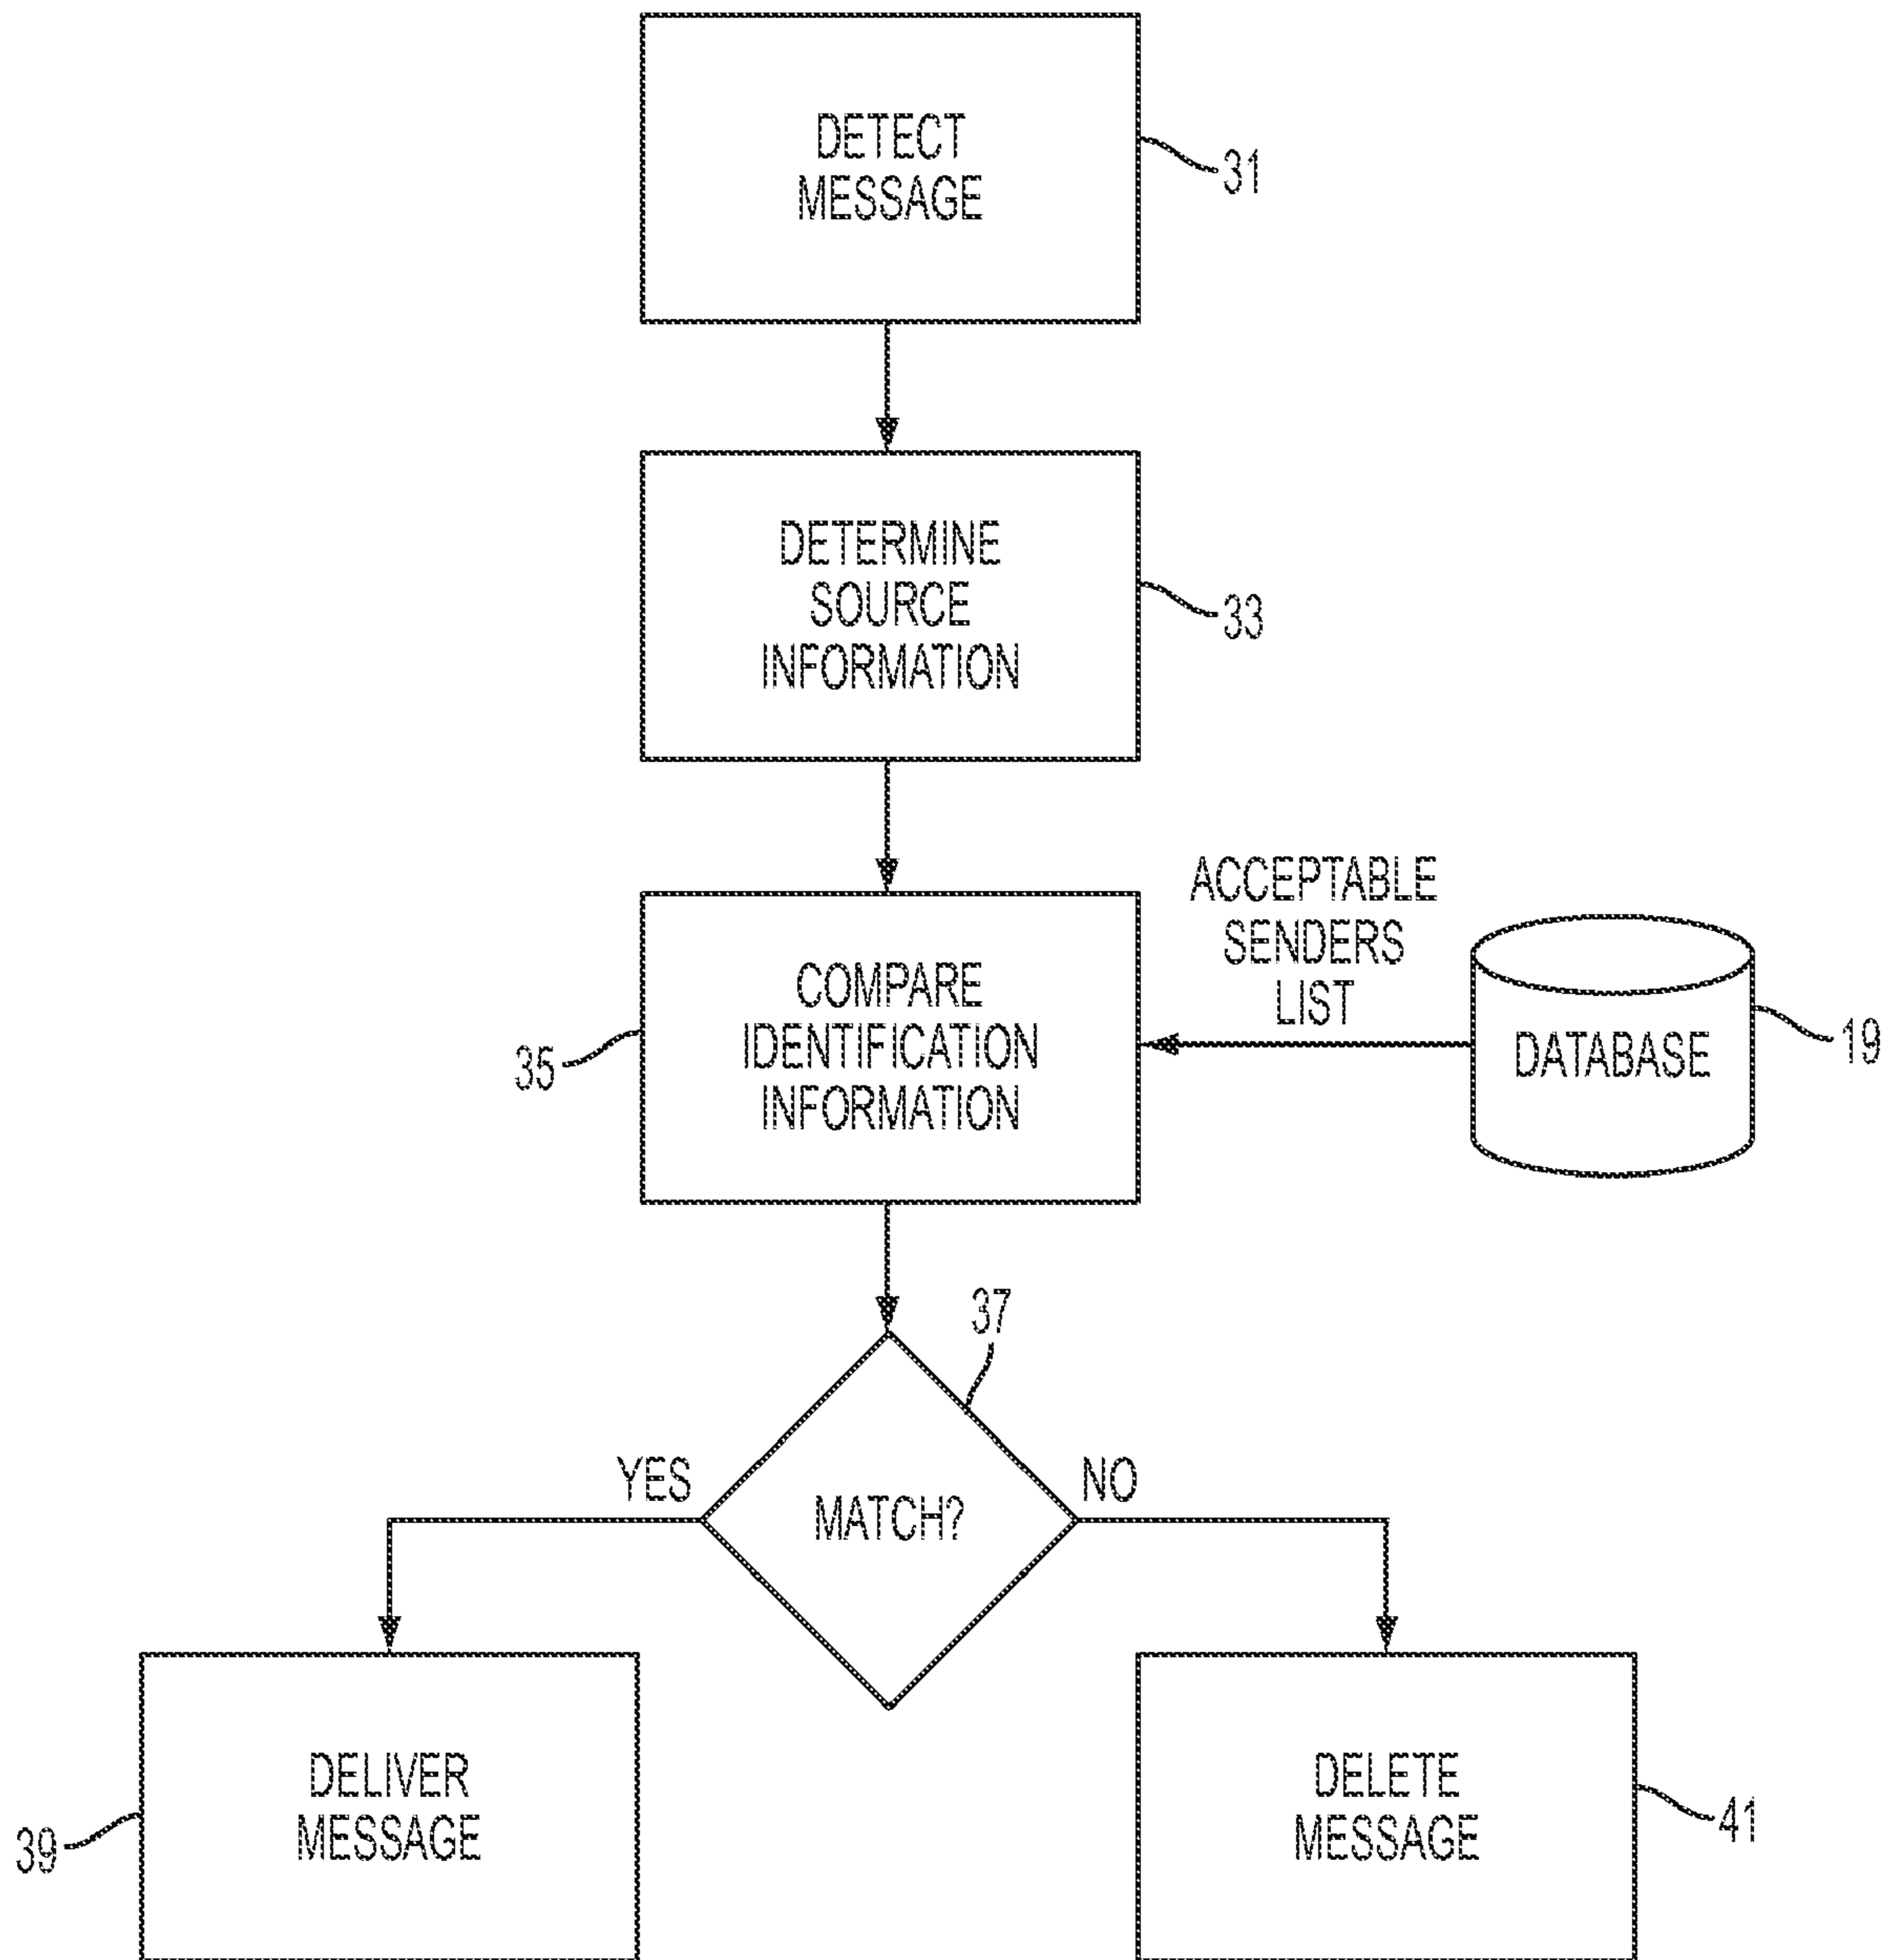 DETECT
MESSAGE
31
DETERMINE
SOURCE
INFORMATION
33
COMPARE
IDENTIFICATION
INFORMATION
35
ACCEPTABLE
SENDERS
LIST
DATABASE
19
37
MATCH?
YES
NO
DELIVER
MESSAGE
39
DELETE
MESSAGE
41